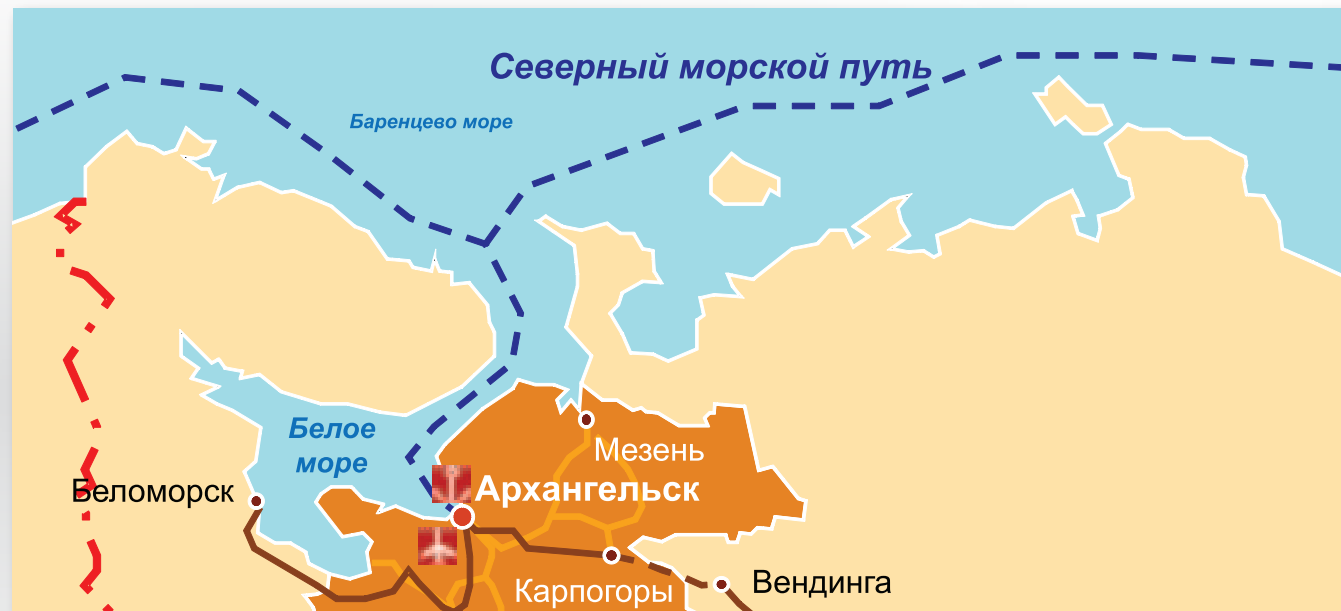 Северный морской путь
Баренцево море
Белое
море
Мезень
Архангельск
Беломорск
Карпогоры
Вендинга